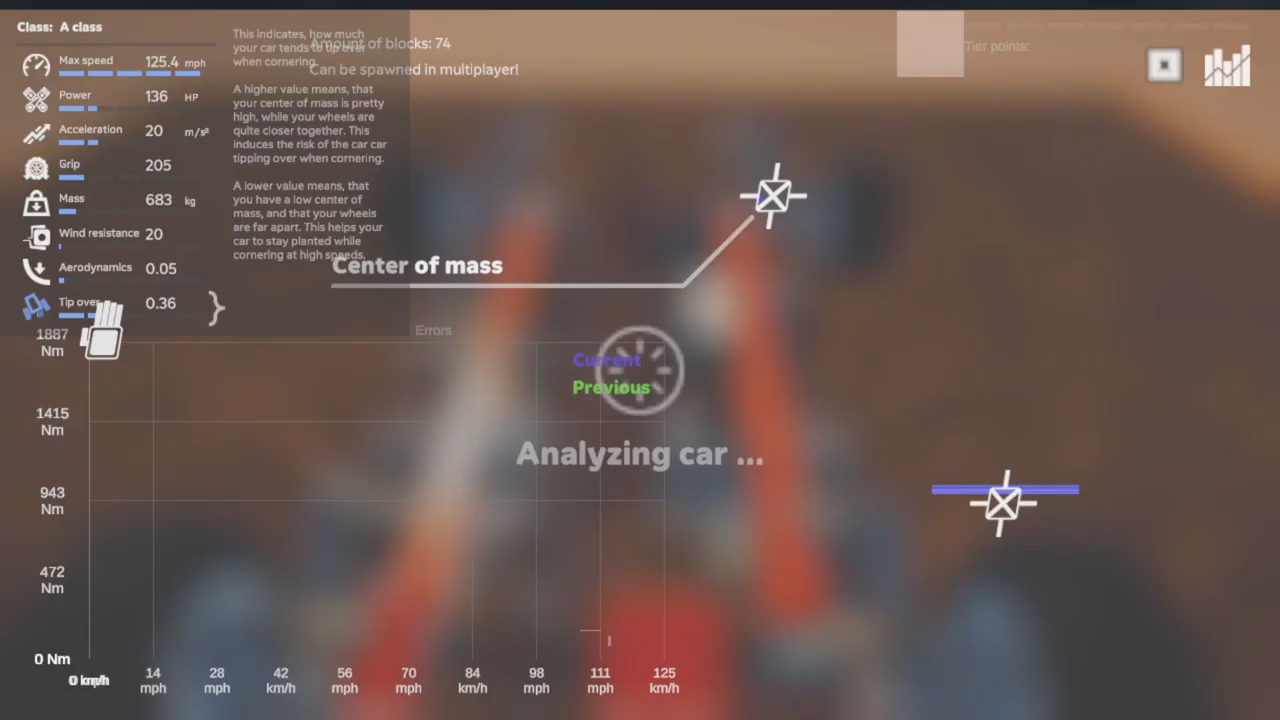 Class: A class
Max speed 125.4 mph
Power 136 HP
Acceleration 20 m/s²
Grip 205
Mass 683 kg
Wind resistance 20
Aerodynamics 0.05
Tip over 0.36
This indicates, how much
your car tends to tip over
when cornering.
A higher value means, that
your center of mass is pretty
high, while your wheels are
quite closer together. This
induces the risk of the car car
tipping over when cornering.
A lower value means, that
you have a low center of
mass, and that your wheels
are far apart. This helps your
car to stay planted while
cornering at high speeds.
Amount of blocks: 74
Can be spawned in multiplayer!
Tier points:
Center of mass
Errors
Current
Previous
Analyzing car ...
1887
Nm
1415
Nm
943
Nm
472
Nm
0 Nm
0 km/h
14
mph
28
mph
42
km/h
56
mph
70
mph
84
km/h
98
mph
111
mph
125
km/h